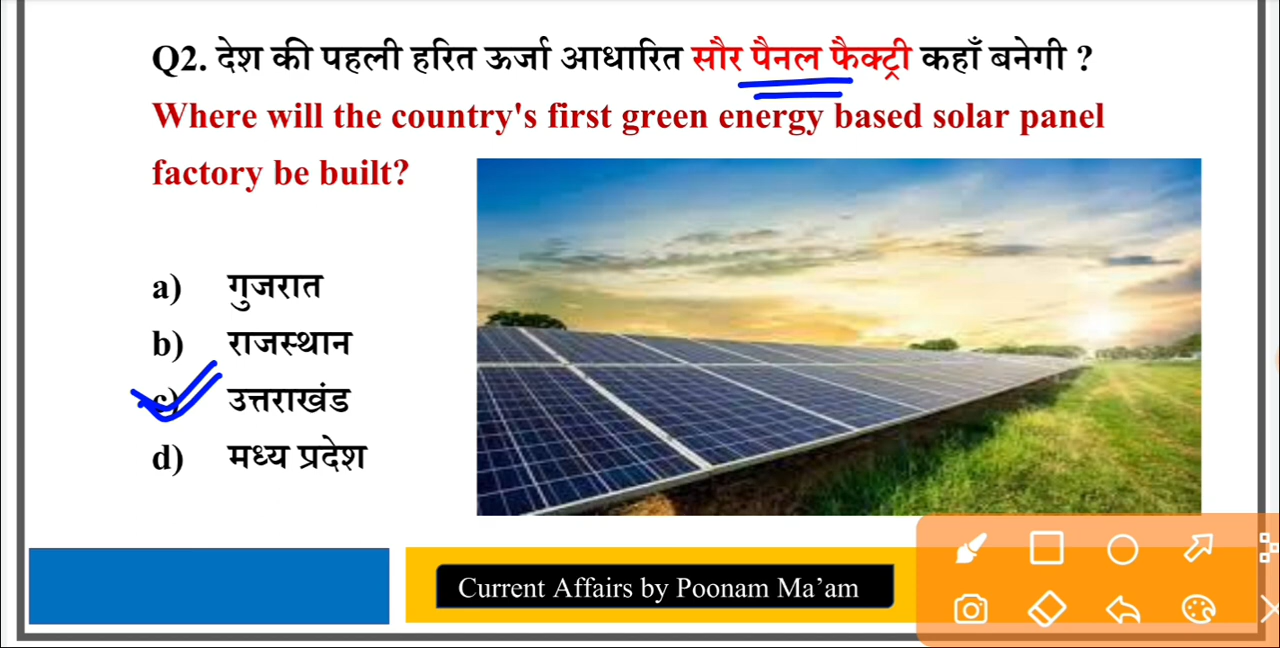 Q2. देश की पहली हरित ऊर्जा आधारित सौर पैनल फैक्ट्री कहाँ बनेगी ?
Where will the country's first green energy based solar panel
factory be built?
a) गुजरात
b) राजस्थान
c) उत्तराखंड
d) मध्य प्रदेश
Current Affairs by Poonam Ma’am